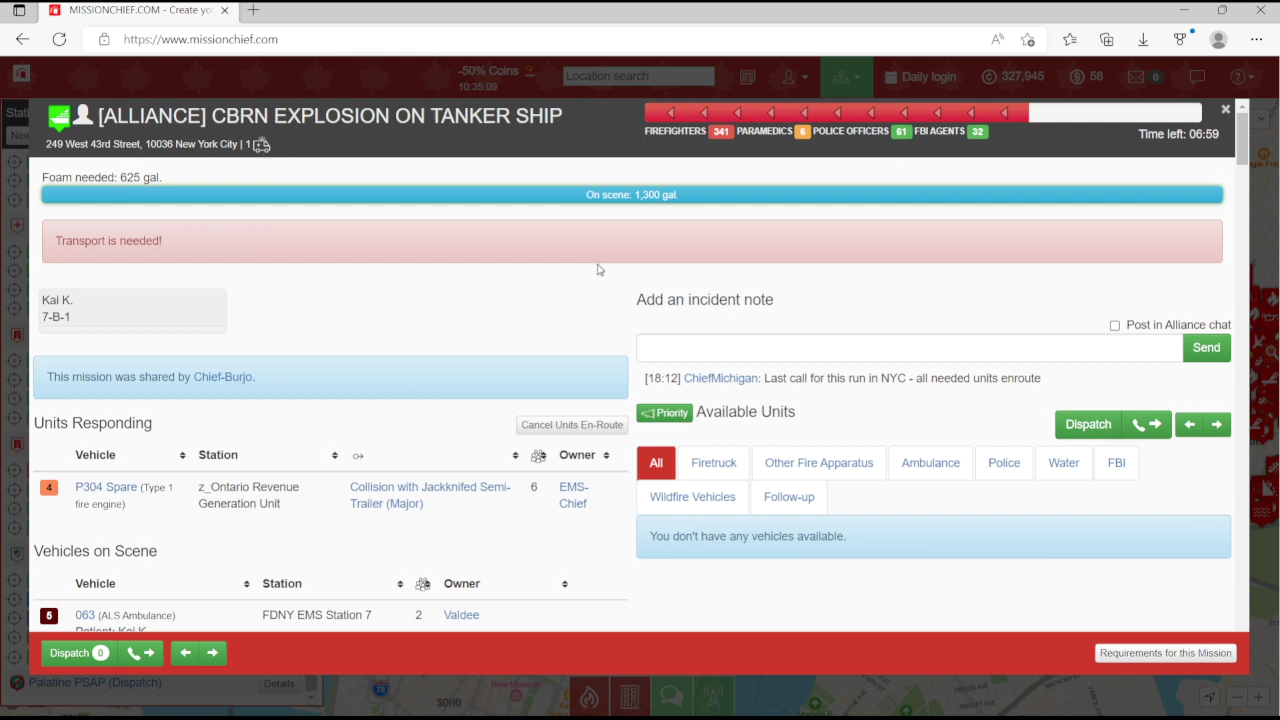 MISSIONCHIEF.COM - Create yo
https://www.missionchief.com
-50% Coins
10:35:09
Location search
Daily login
327,945
58
0
[ALLIANCE] CBRN EXPLOSION ON TANKER SHIP
249 West 43rd Street, 10036 New York City | 1
FIREFIGHTERS 341 PARAMEDICS 6 POLICE OFFICERS 61 FBI AGENTS 32
Time left: 06:59
Foam needed: 625 gal.
On scene: 1,300 gal.
Transport is needed!
Kai K.
7-B-1
This mission was shared by Chief-Burjo.
Units Responding
Cancel Units En-Route
Vehicle Station Owner
4 P304 Spare (Type 1 fire engine)
z_Ontario Revenue Generation Unit
Collision with Jackknifed Semi-Trailer (Major)
6
EMS-Chief
Vehicles on Scene
Vehicle Station Owner
5 063 (ALS Ambulance) FDNY EMS Station 7 2 Valdee
Patient: Kai K.
Add an incident note
Post in Alliance chat
Send
[18:12] ChiefMichigan: Last call for this run in NYC - all needed units enroute
Priority Available Units
Dispatch
All Firetruck Other Fire Apparatus Ambulance Police Water FBI
Wildfire Vehicles Follow-up
You don't have any vehicles available.
Dispatch 0
Requirements for this Mission
Palatine PSAP (Dispatch) Details
78
SOHO
New Museum